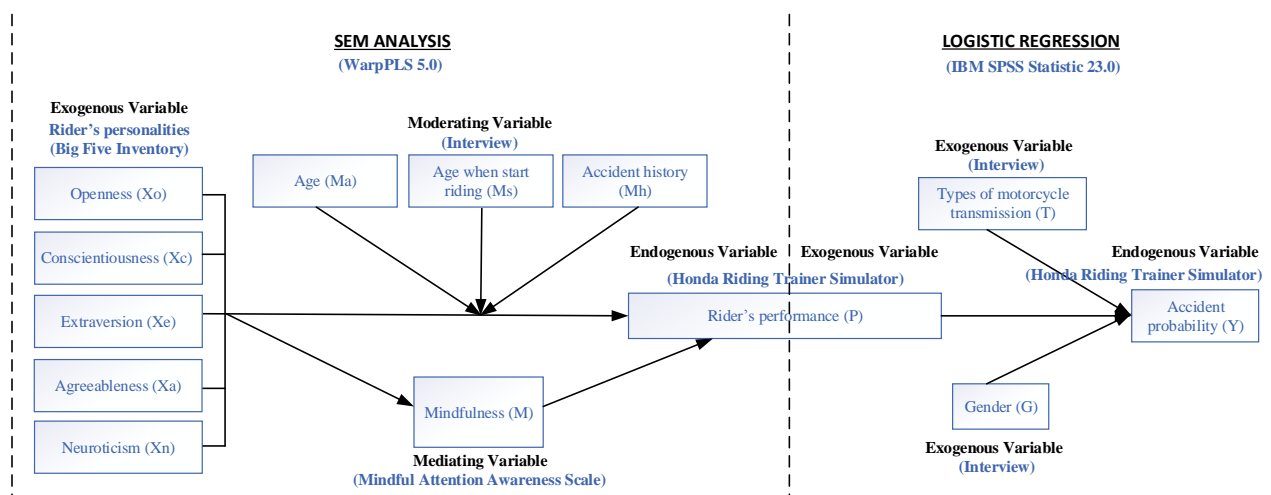 SEM ANALYSIS
(WarpPLS 5.0)
LOGISTIC REGRESSION
(IBM SPSS Statistic 23.0)
Exogenous Variable
Rider's personalities
(Big Five Inventory)
Openness (Xo)
Conscientiousness (Xc)
Extraversion (Xe)
Agreeableness (Xa)
Neuroticism (Xn)
Moderating Variable
(Interview)
Age (Ma)
Age when start
riding (Ms)
Accident history
(Mh)
Mindfulness (M)
Mediating Variable
(Mindful Attention Awareness Scale)
Endogenous Variable
Exogenous Variable
(Honda Riding Trainer Simulator)
Rider's performance (P)
Exogenous Variable
(Interview)
Types of motorcycle
transmission (T)
Endogenous Variable
(Honda Riding Trainer Simulator)
Accident
probability (Y)
Gender (G)
Exogenous Variable
(Interview)